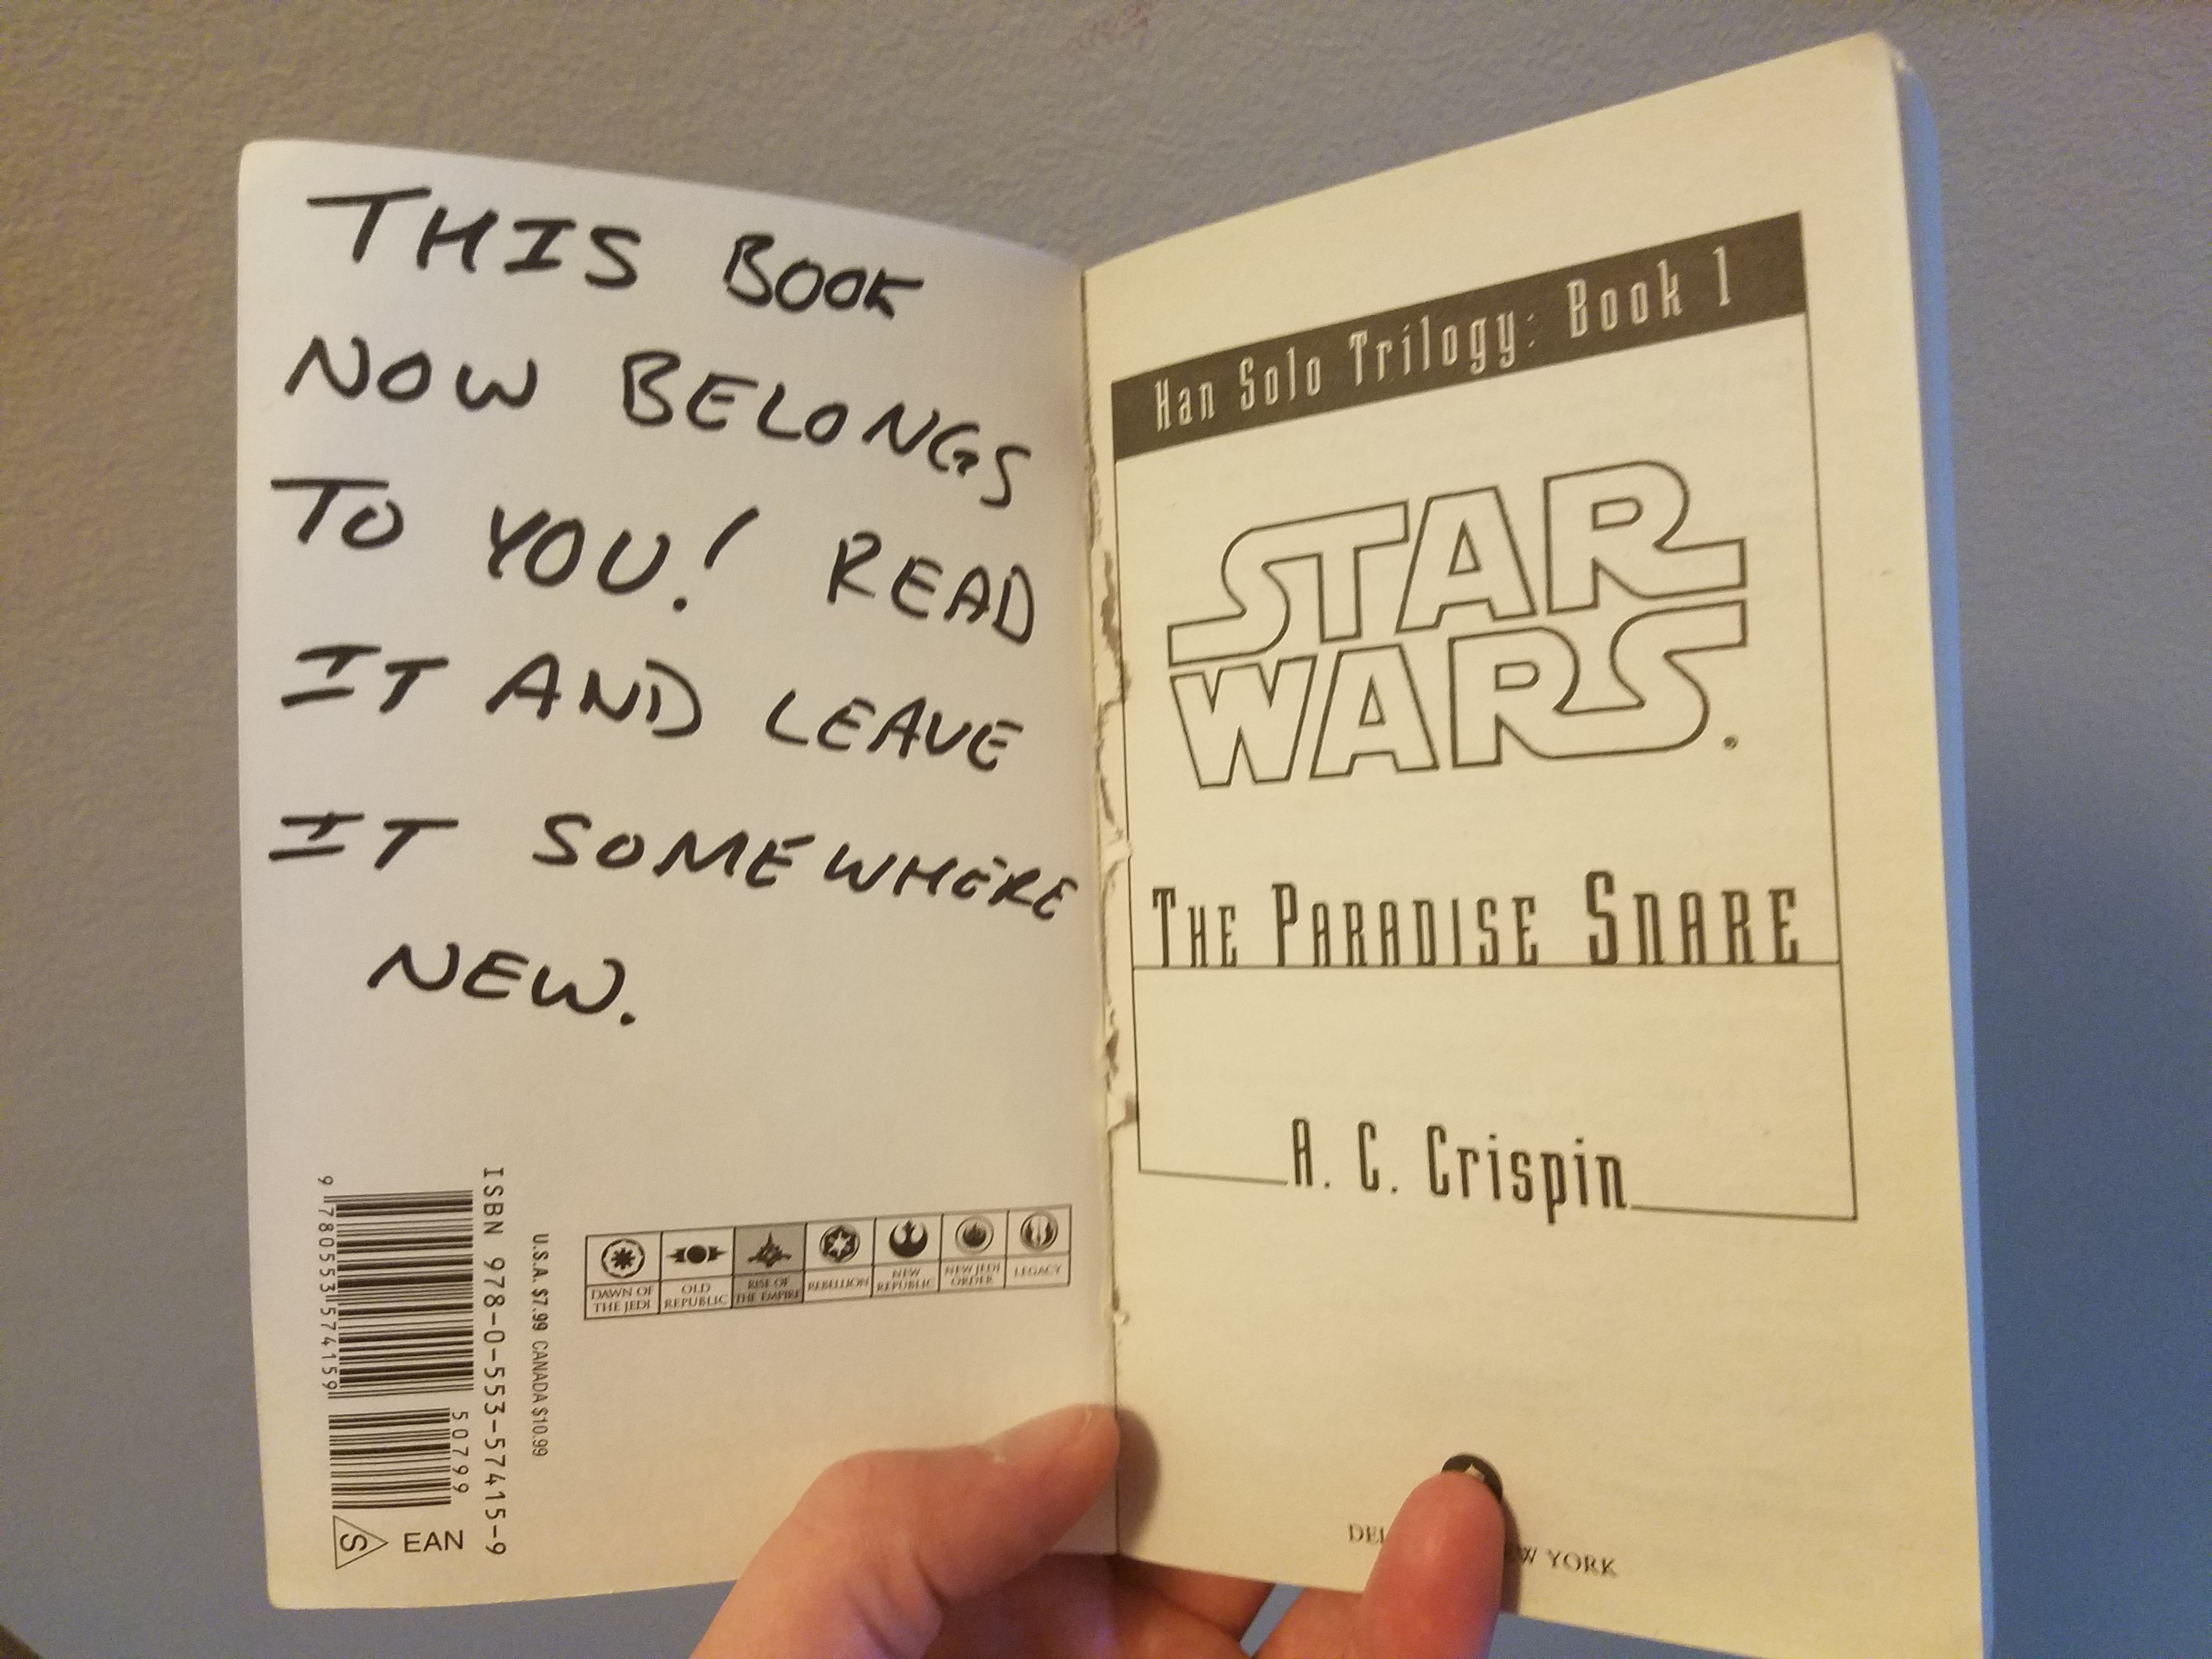 THIS BOOK
NOW BELONGS
TO YOU! READ
IT AND LEAVE
IT SOMEWHERE
NEW.
9 780553 574159
50799
ISBN 978-0-553-57415-9
U.S.A. $7.99 CANADA $10.99
S EAN
DAWN OF
THE JEDI
OLD
REPUBLIC
RISE OF
THE EMPIRE
REBELLION
NEW
REPUBLIC
NEW JEDI
ORDER
LEGACY
Han Solo Trilogy: Book 1
STAR
WARS.
THE PARADISE SNARE
A. C. Crispin
YORK